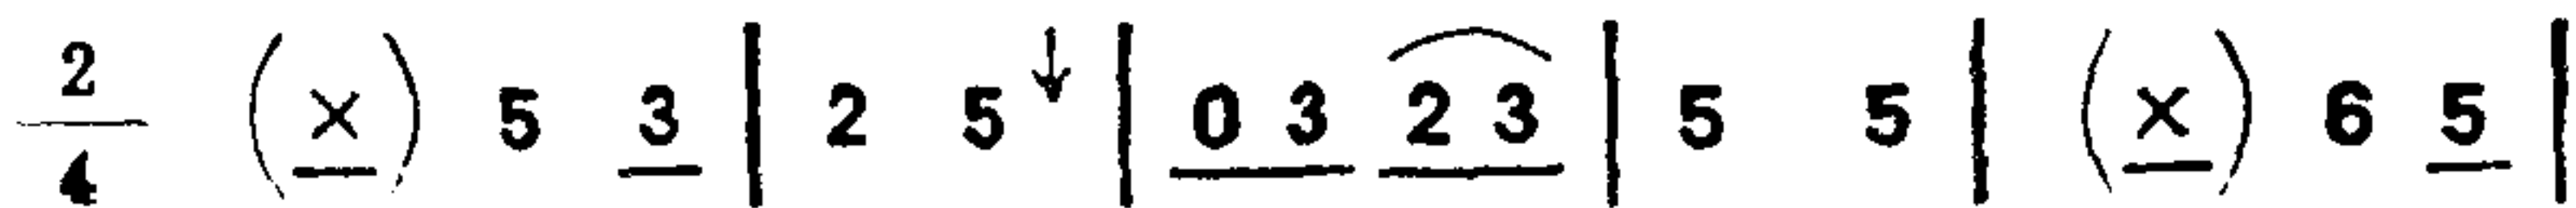 2/4 (×) 5 3 | 2 5↓ | 0 3 2 3 | 5 5 | (×) 6 5 |